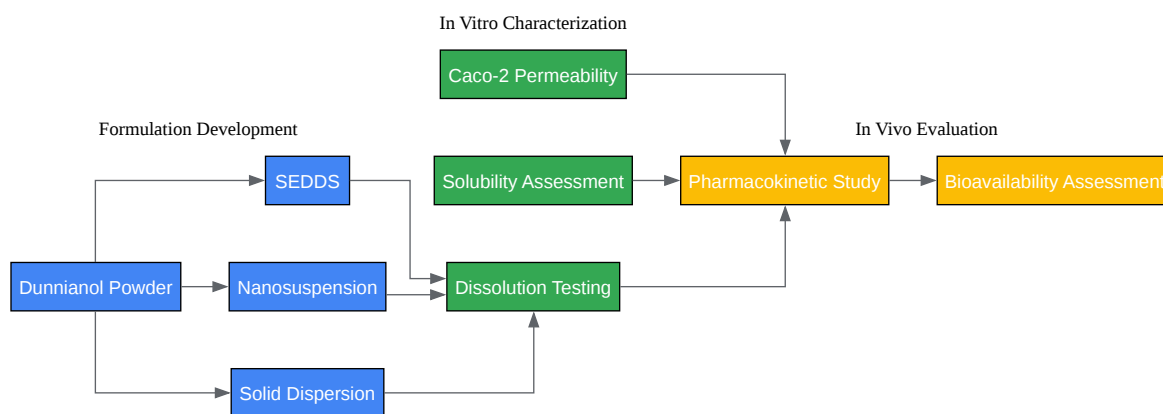 In Vitro Characterization
Caco-2 Permeability
Formulation Development
In Vivo Evaluation
SEDDS
Solubility Assessment
Pharmacokinetic Study
Bioavailability Assessment
Dunnianol Powder
Nanosuspension
Dissolution Testing
Solid Dispersion